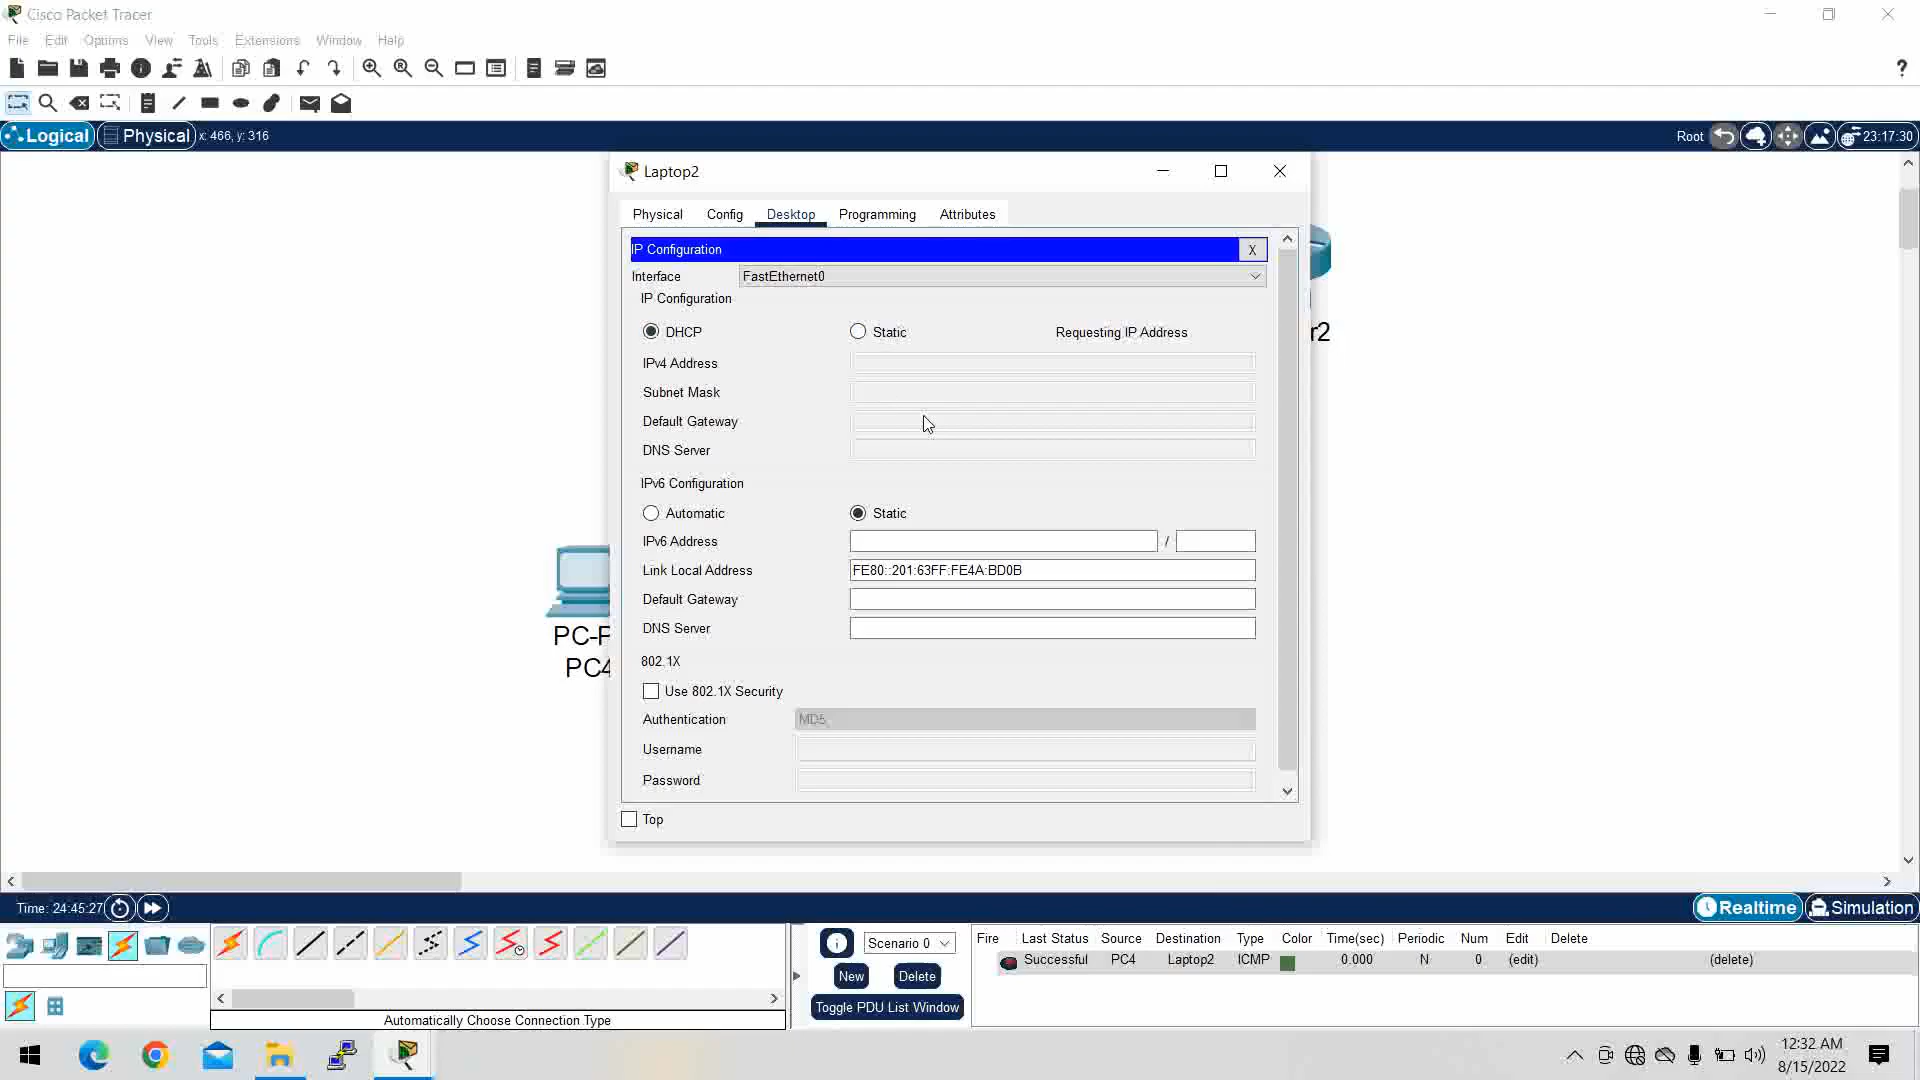 Cisco Packet Tracer
File Edit Options View Tools Extensions Window Help
?
Logical Physical x: 466, y: 316 Root 23:17:30
Laptop2
Physical Config Desktop Programming Attributes
IP Configuration X
Interface FastEthernet0
IP Configuration
DHCP Static Requesting IP Address
IPv4 Address
Subnet Mask
Default Gateway
DNS Server
IPv6 Configuration
Automatic Static
IPv6 Address /
Link Local Address FE80::201:63FF:FE4A:BD0B
Default Gateway
DNS Server
802.1X
Use 802.1X Security
Authentication MD5
Username
Password
Top
r2
PC-P
PC4
Time: 24:45:27 Realtime Simulation
Scenario 0
New Delete
Toggle PDU List Window
Fire Last Status Source Destination Type Color Time(sec) Periodic Num Edit Delete
Successful PC4 Laptop2 ICMP 0.000 N 0 (edit) (delete)
Automatically Choose Connection Type
12:32 AM
8/15/2022